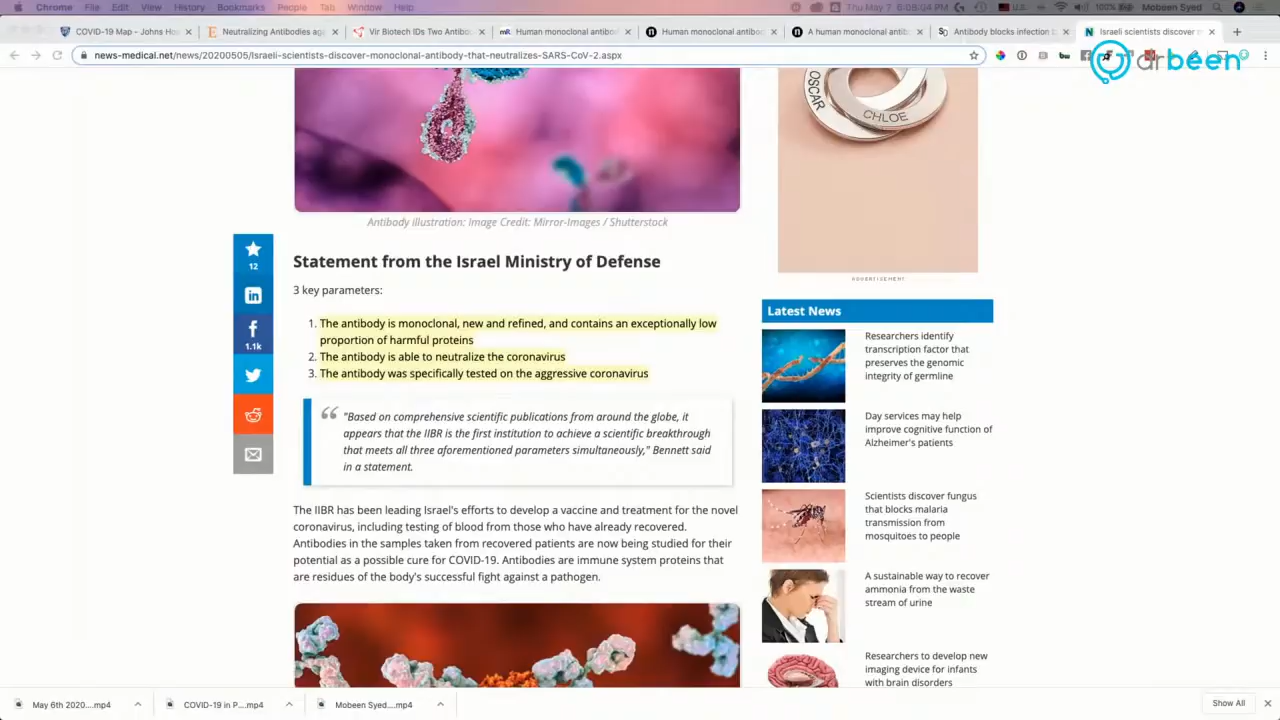 Chrome File Edit View History Bookmarks People Tab Window Help
U.S. 100% Thu May 7 6:08:04 PM Mobeen Syed
COVID-19 Map - Johns Ho
Neutralizing Antibodies ag
Vir Biotech IDs Two Antibo
Human monoclonal antibod
Human monoclonal antiboc
A human monoclonal antib
Antibody blocks infection b
Israeli scientists discover m
news-medical.net/news/20200505/Israeli-scientists-discover-monoclonal-antibody-that-neutralizes-SARS-CoV-2.aspx
drbeen
OSCAR
CHLOE
ADVERTISEMENT
Antibody illustration: Image Credit: Mirror-Images / Shutterstock
12
1.1k
Statement from the Israel Ministry of Defense
3 key parameters:
1. The antibody is monoclonal, new and refined, and contains an exceptionally low
proportion of harmful proteins
2. The antibody is able to neutralize the coronavirus
3. The antibody was specifically tested on the aggressive coronavirus
"Based on comprehensive scientific publications from around the globe, it
appears that the IIBR is the first institution to achieve a scientific breakthrough
that meets all three aforementioned parameters simultaneously," Bennett said
in a statement.
The IIBR has been leading Israel's efforts to develop a vaccine and treatment for the novel
coronavirus, including testing of blood from those who have already recovered.
Antibodies in the samples taken from recovered patients are now being studied for their
potential as a possible cure for COVID-19. Antibodies are immune system proteins that
are residues of the body's successful fight against a pathogen.
Latest News
Researchers identify
transcription factor that
preserves the genomic
integrity of germline
Day services may help
improve cognitive function of
Alzheimer's patients
Scientists discover fungus
that blocks malaria
transmission from
mosquitoes to people
A sustainable way to recover
ammonia from the waste
stream of urine
Researchers to develop new
imaging device for infants
with brain disorders
May 6th 2020....mp4
COVID-19 in P....mp4
Mobeen Syed....mp4
Show All